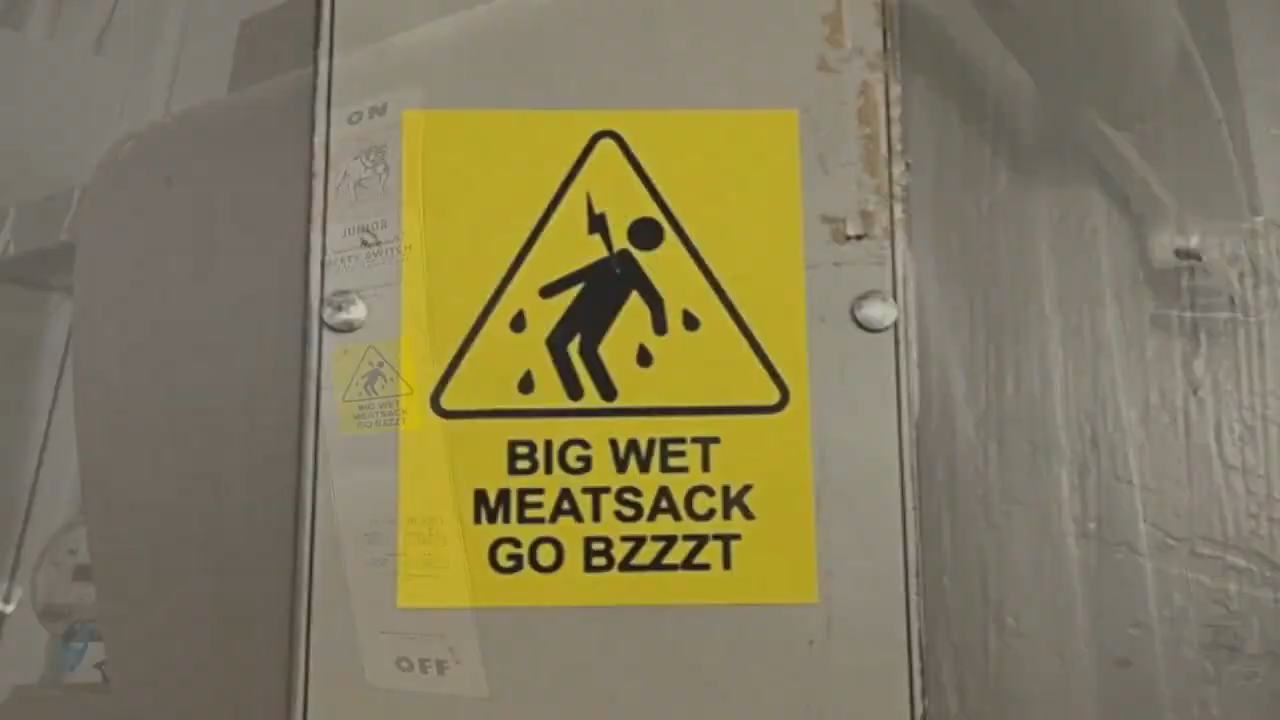 ON
JUNIOR
SAFETY SWITCH
BIG WET
MEATSACK
GO BZZZT
BIG WET
MEATSACK
GO BZZZT
OFF